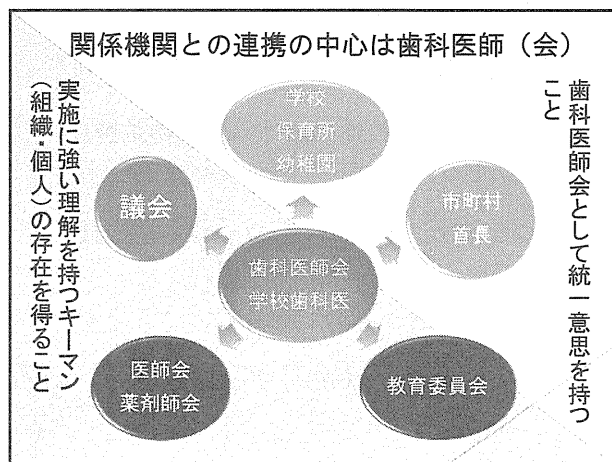 関係機関との連携の中心は歯科医師（会）
歯科医師会として統一意思を持つ
こと
学校
保育所
幼稚園
市町村
首長
議会
歯科医師会
学校歯科医
医師会
薬剤師会
教育委員会
実施に強い理解を持つキーマン
（組織・個人）の存在を得ること